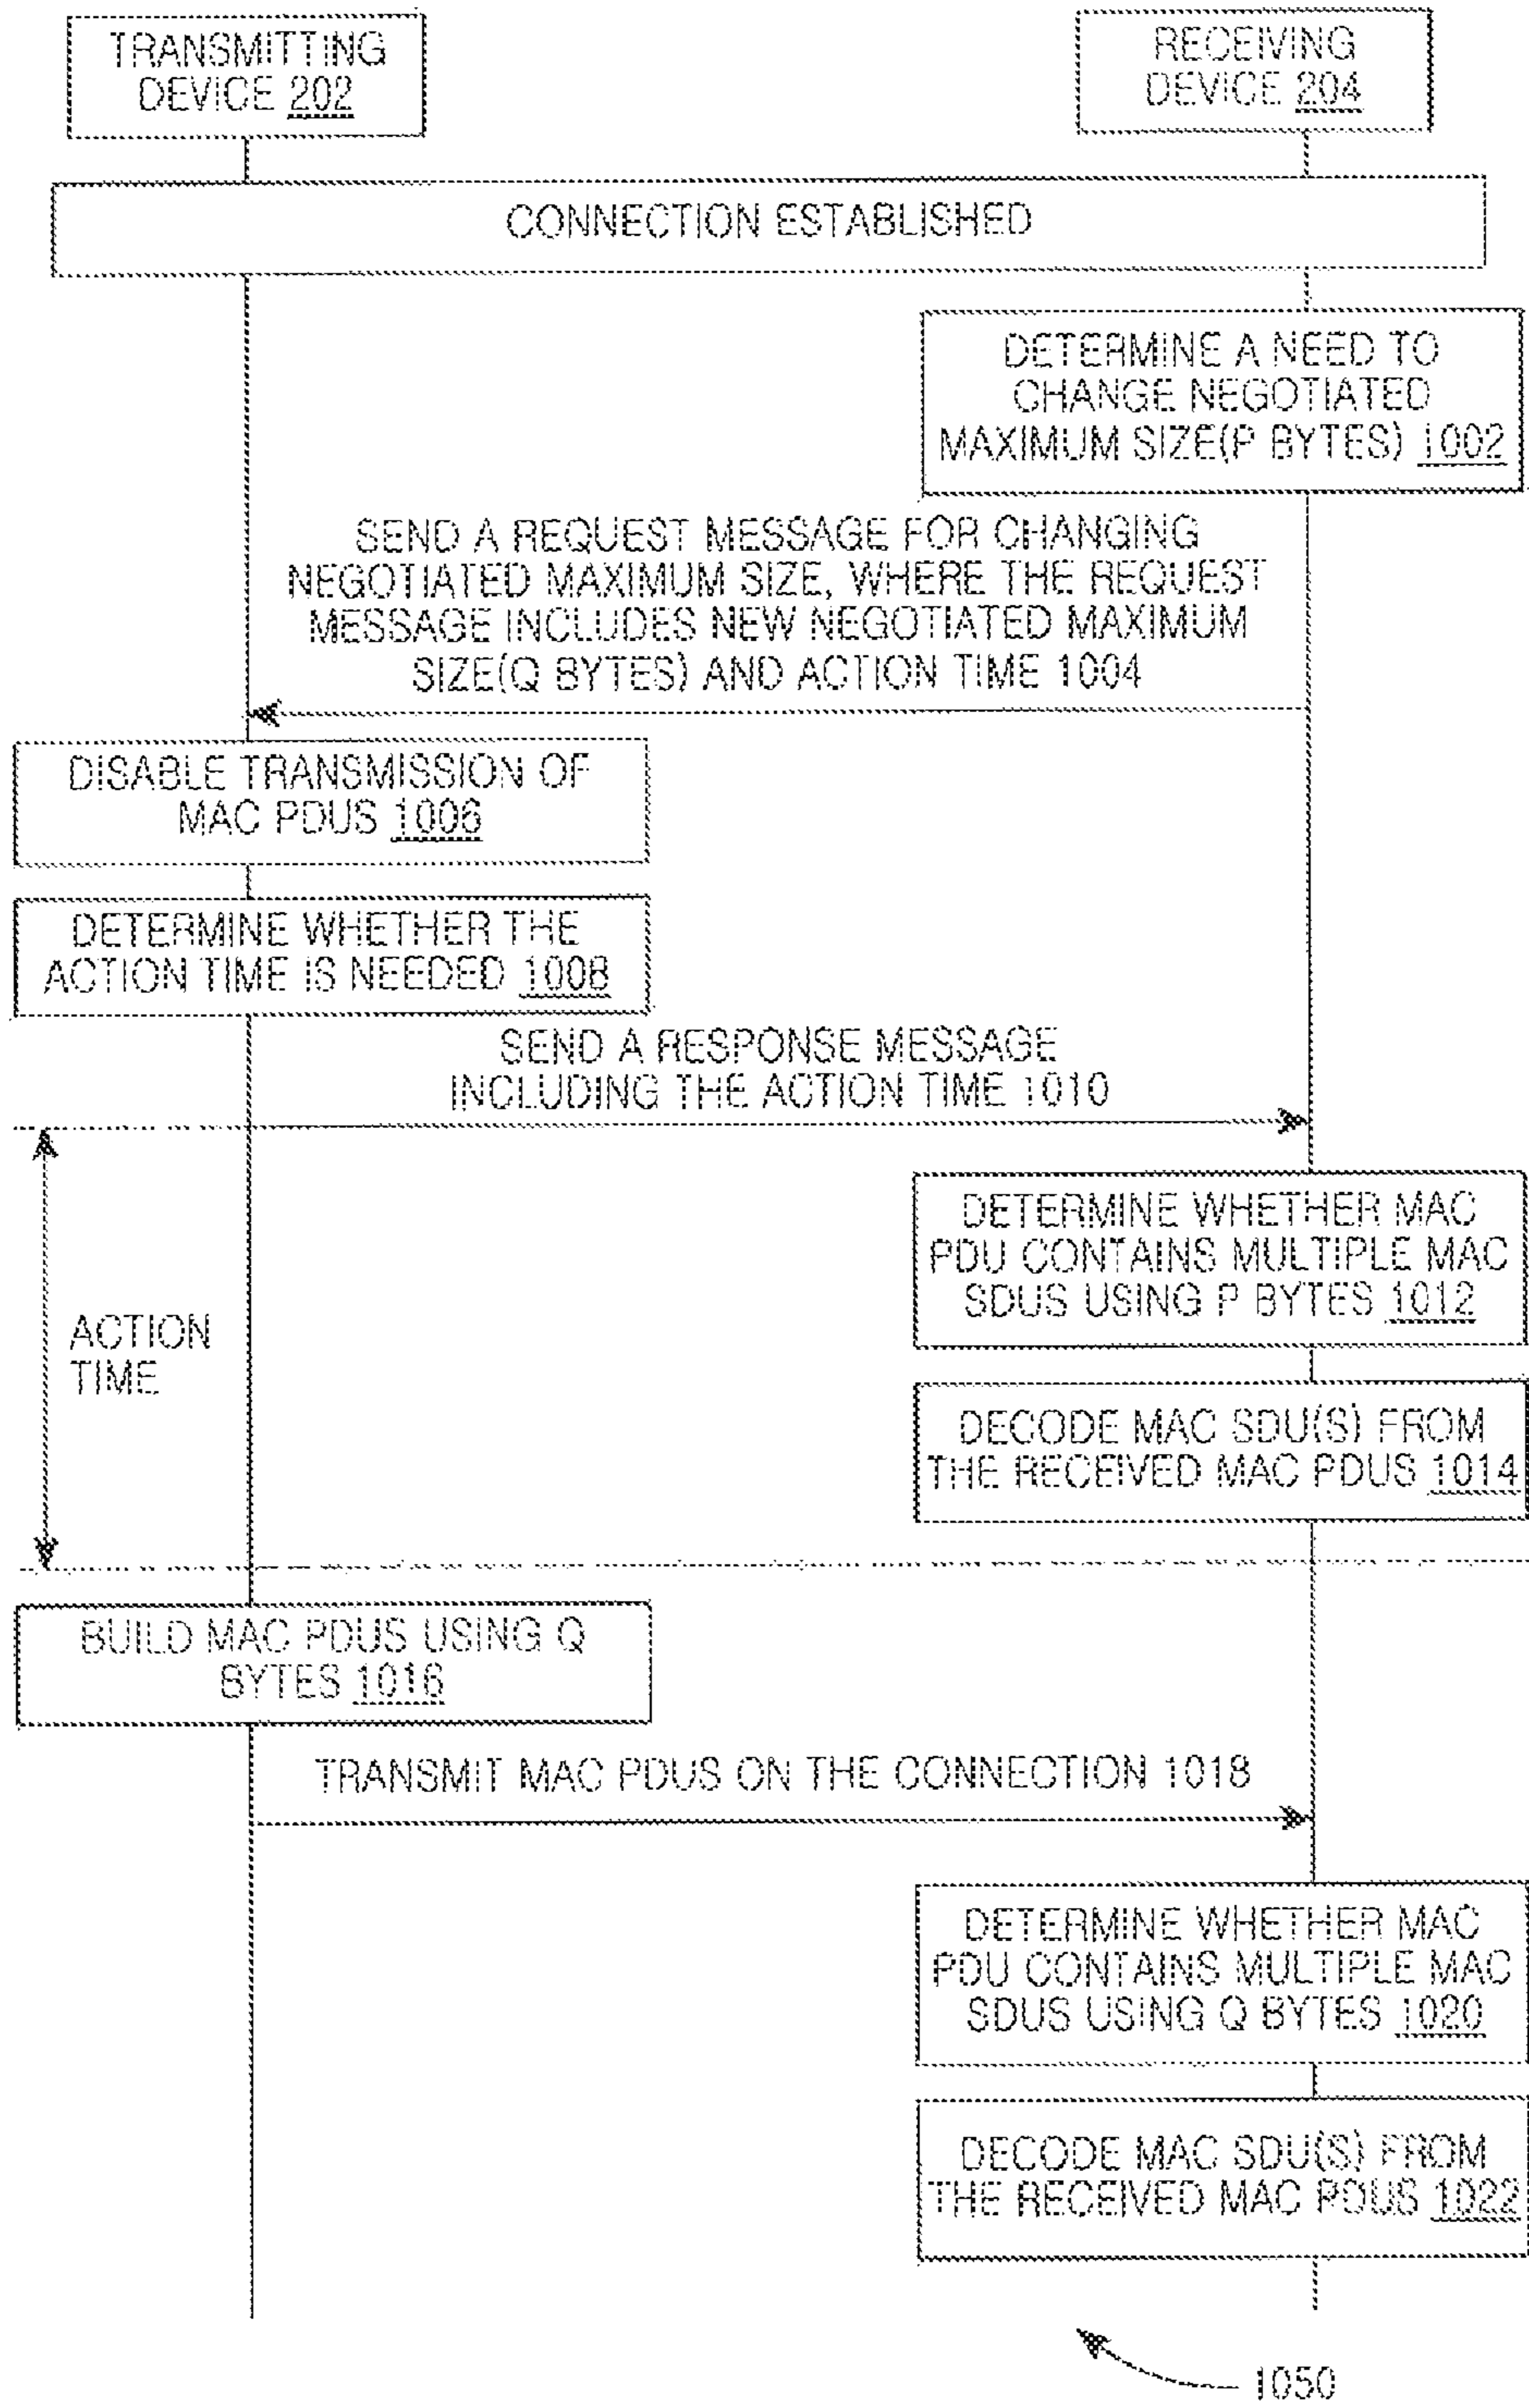 TRANSMITTING
DEVICE 202
RECEIVING
DEVICE 204
CONNECTION ESTABLISHED
DETERMINE A NEED TO
CHANGE NEGOTIATED
MAXIMUM SIZE(P BYTES) 1002
SEND A REQUEST MESSAGE FOR CHANGING
NEGOTIATED MAXIMUM SIZE, WHERE THE REQUEST
MESSAGE INCLUDES NEW NEGOTIATED MAXIMUM
SIZE(Q BYTES) AND ACTION TIME 1004
DISABLE TRANSMISSION OF
MAC PDUS 1006
DETERMINE WHETHER THE
ACTION TIME IS NEEDED 1008
SEND A RESPONSE MESSAGE
INCLUDING THE ACTION TIME 1010
DETERMINE WHETHER MAC
PDU CONTAINS MULTIPLE MAC
SDUS USING P BYTES 1012
ACTION
TIME
DECODE MAC SDU(S) FROM
THE RECEIVED MAC PDUS 1014
BUILD MAC PDUS USING Q
BYTES 1016
TRANSMIT MAC PDUS ON THE CONNECTION 1018
DETERMINE WHETHER MAC
PDU CONTAINS MULTIPLE MAC
SDUS USING Q BYTES 1020
DECODE MAC SDU(S) FROM
THE RECEIVED MAC PDUS 1022
1050